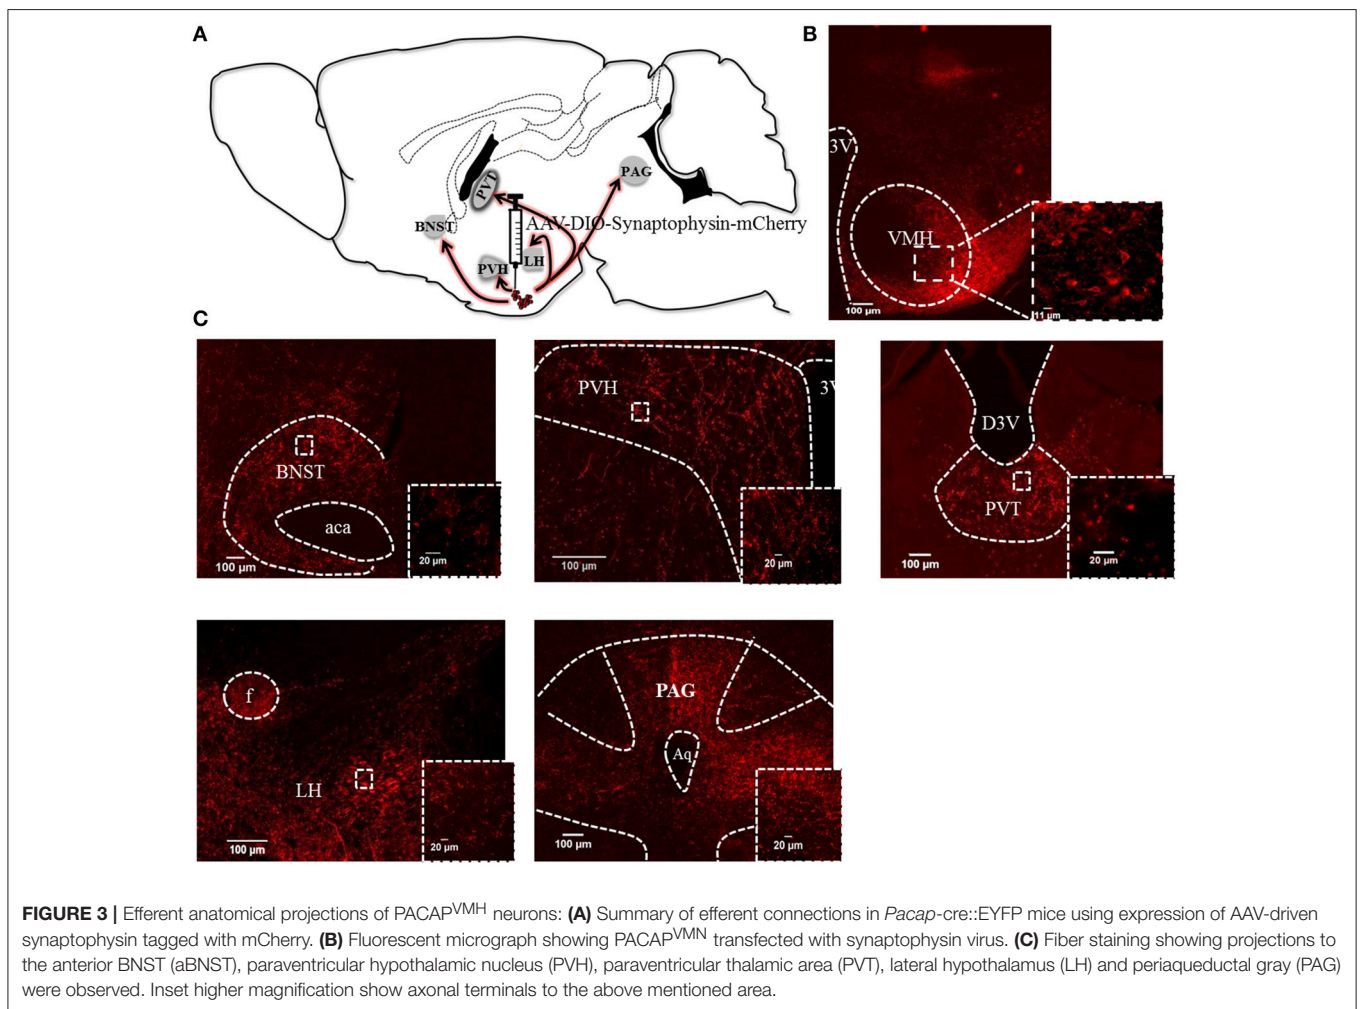 A
B
PVT
PAG
BNST
AAV-DIO-Synaptophysin-mCherry
PVH
LH
3V
VMH
100 µm
11 µm
C
BNST
aca
100 µm
20 µm
PVH
3V
100 µm
20 µm
D3V
PVT
100 µm
20 µm
f
LH
100 µm
20 µm
PAG
Aq
100 µm
20 µm
FIGURE 3 | Efferent anatomical projections of PACAP^VMH neurons: (A) Summary of efferent connections in Pacap-cre::EYFP mice using expression of AAV-driven
synaptophysin tagged with mCherry. (B) Fluorescent micrograph showing PACAP^VMN transfected with synaptophysin virus. (C) Fiber staining showing projections to
the anterior BNST (aBNST), paraventricular hypothalamic nucleus (PVH), paraventricular thalamic area (PVT), lateral hypothalamus (LH) and periaqueductal gray (PAG)
were observed. Inset higher magnification show axonal terminals to the above mentioned area.